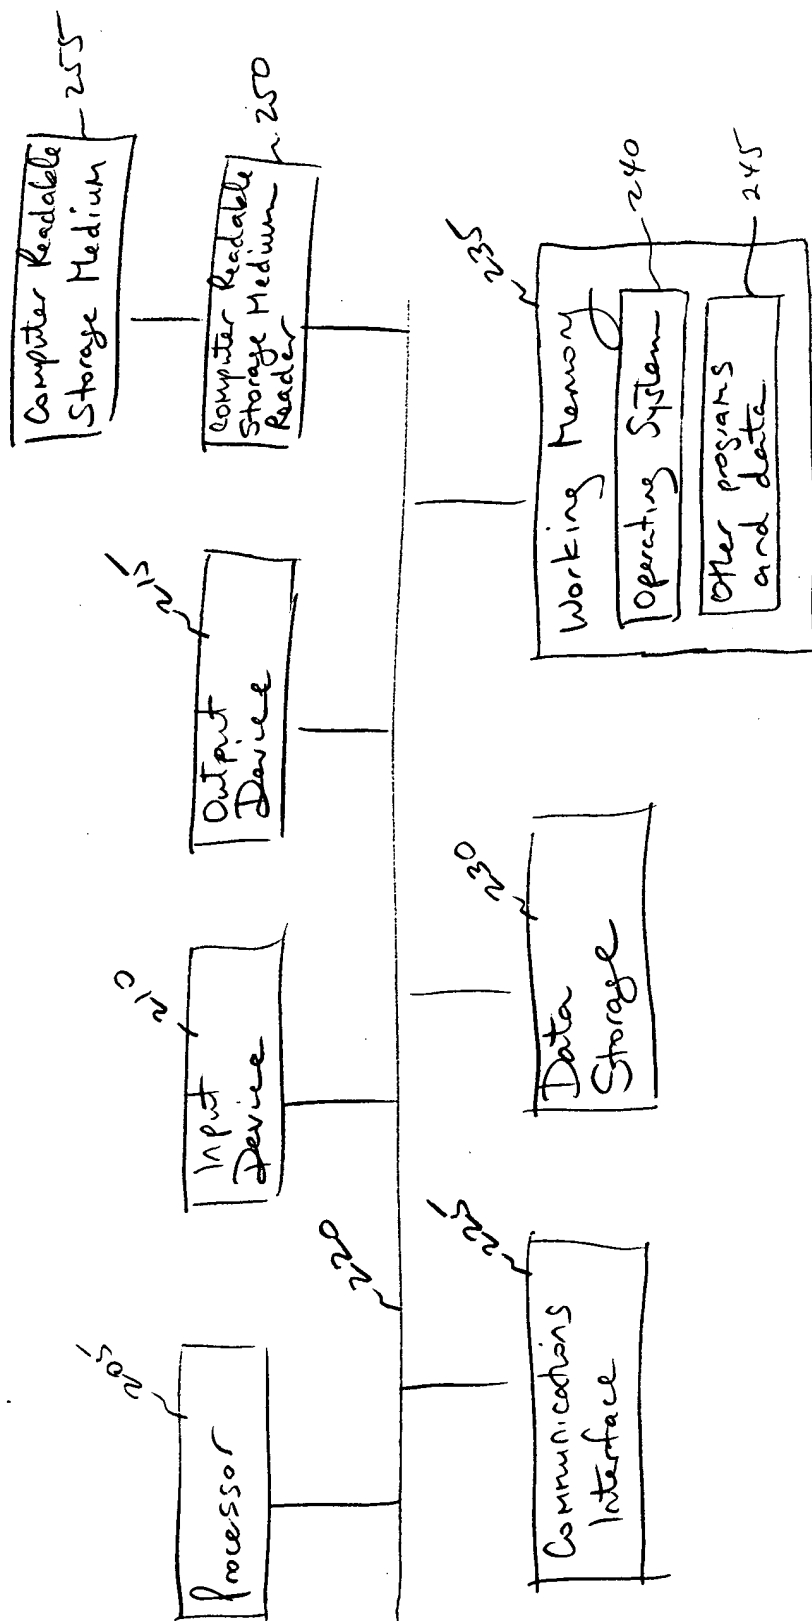 Computer Readable
Storage Medium
255
Computer Readable
Storage Medium
Reader
250
Processor
205
Input
Device
210
Output
Device
215
220
Communications
Interface
225
Data
Storage
230
Working Memory
235
Operating System
240
Other programs
and data
245